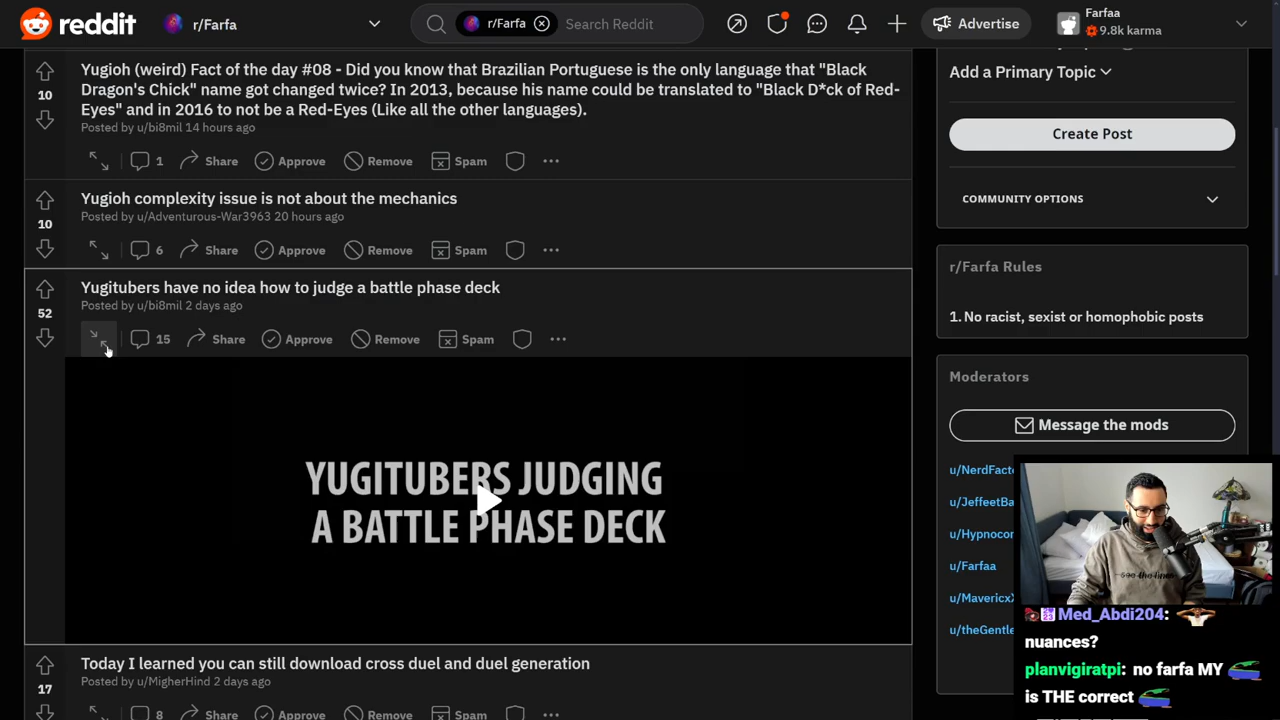 reddit
r/Farfa
r/Farfa
Search Reddit
Advertise
Farfaa
9.8k karma
Yugioh (weird) Fact of the day #08 - Did you know that Brazilian Portuguese is the only language that "Black
Dragon's Chick" name got changed twice? In 2013, because his name could be translated to "Black D*ck of Red-
Eyes" and in 2016 to not be a Red-Eyes (Like all the other languages).
10
Posted by u/bi8mil 14 hours ago
1 Share Approve Remove Spam
Yugioh complexity issue is not about the mechanics
Posted by u/Adventurous-War3963 20 hours ago
10
6 Share Approve Remove Spam
Yugitubers have no idea how to judge a battle phase deck
Posted by u/bi8mil 2 days ago
52
15 Share Approve Remove Spam
YUGITUBERS JUDGING
A BATTLE PHASE DECK
Today I learned you can still download cross duel and duel generation
Posted by u/MigherHind 2 days ago
17
8 Share Approve Remove Spam
Add a Primary Topic
Create Post
COMMUNITY OPTIONS
r/Farfa Rules
1. No racist, sexist or homophobic posts
Moderators
Message the mods
u/NerdFacto
u/JeffeetBa
u/Hypnocor
u/Farfaa
u/MavericxX
u/theGentle
see the lines
Med_Abdi204:
nuances?
planvigiratpi: no farfa MY
is THE correct